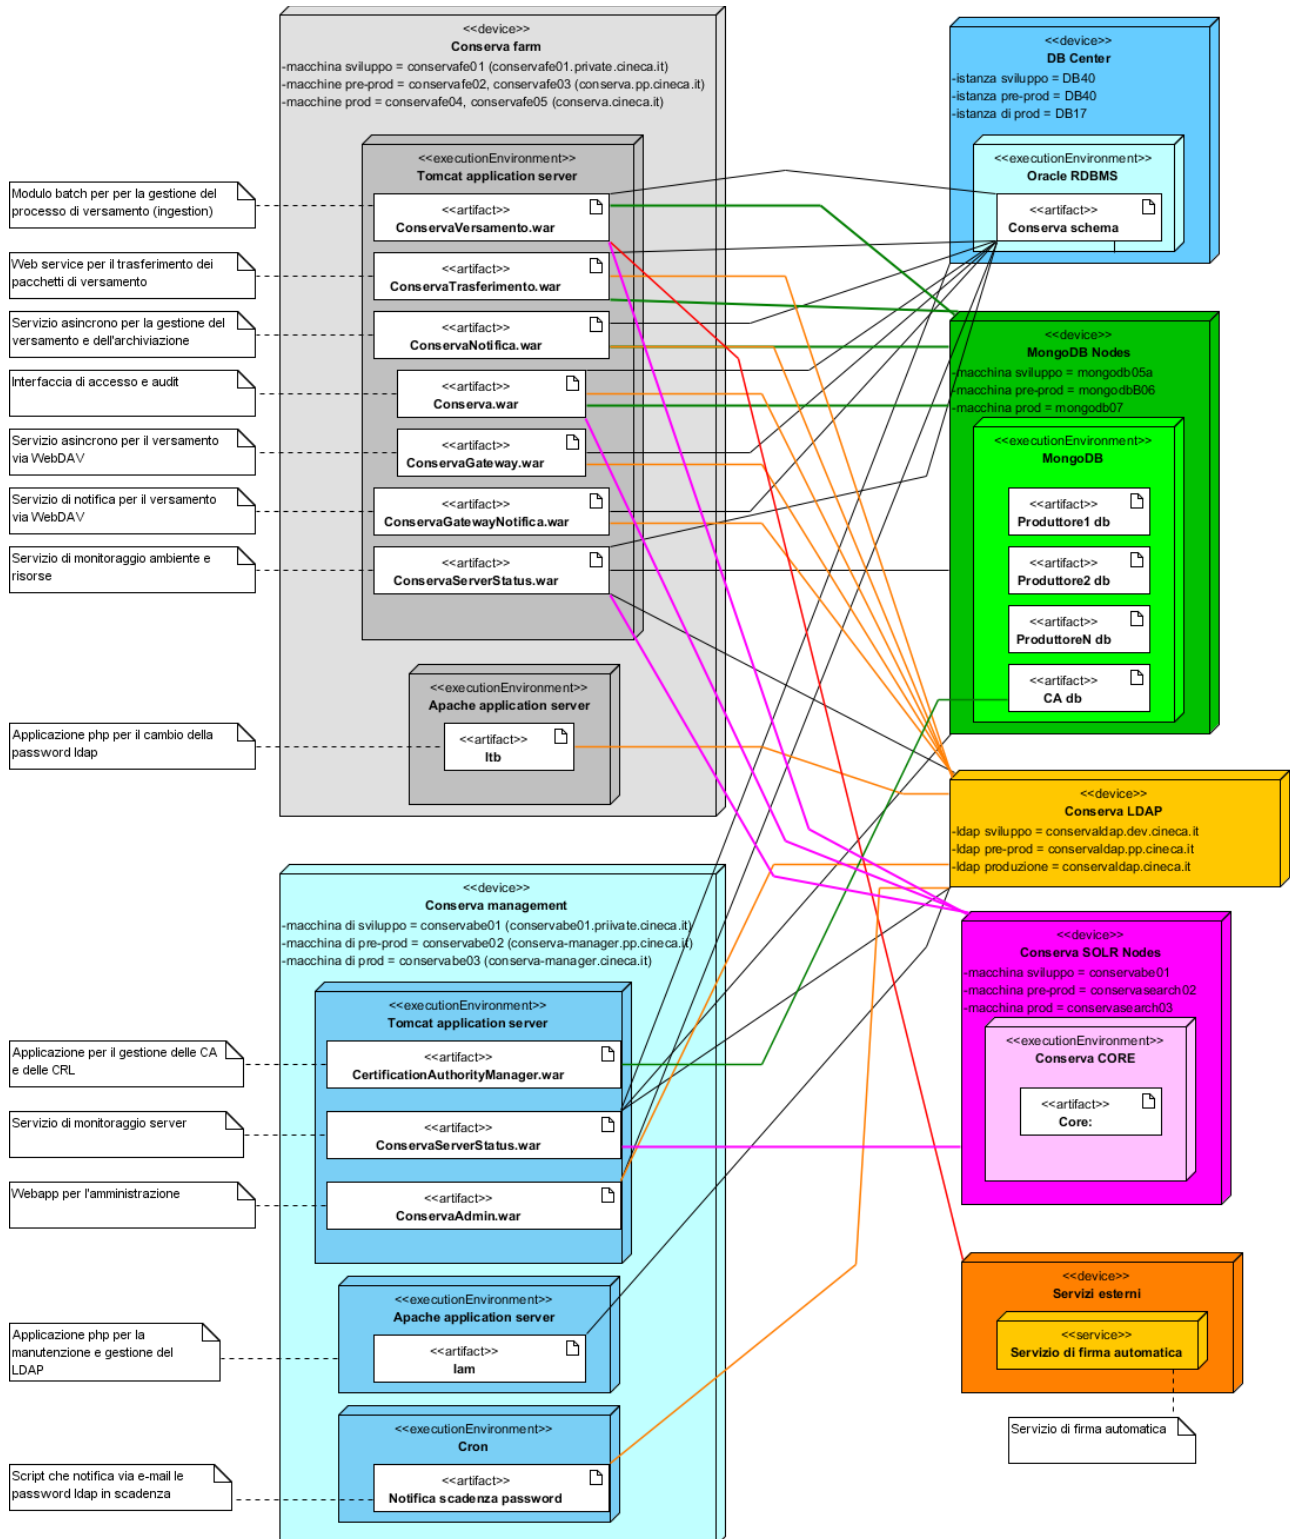 <<device>>
Conserva farm
-macchina sviluppo = conservafe01 (conservafe01.private.cineca.it)
-macchine pre-prod = conservafe02, conservafe03 (conserva.pp.cineca.it)
-macchine prod = conservafe04, conservafe05 (conserva.cineca.it)
<<executionEnvironment>>
Tomcat application server
<<artifact>>
ConservaVersamento.war
<<artifact>>
ConservaTrasferimento.war
<<artifact>>
ConservaNotifica.war
<<artifact>>
Conserva.war
<<artifact>>
ConservaGateway.war
<<artifact>>
ConservaGatewayNotifica.war
<<artifact>>
ConservaServerStatus.war
<<executionEnvironment>>
Apache application server
<<artifact>>
ltb
Modulo batch per per la gestione del
processo di versamento (ingestion)
Web service per il trasferimento dei
pacchetti di versamento
Servizio asincrono per la gestione del
versamento e dell'archiviazione
Interfaccia di accesso e audit
Servizio asincrono per il versamento
via WebDAV
Servizio di notifica per il versamento
via WebDAV
Servizio di monitoraggio ambiente e
risorse
Applicazione php per il cambio della
password ldap
<<device>>
DB Center
-istanza sviluppo = DB40
-istanza pre-prod = DB40
-istanza di prod = DB17
<<executionEnvironment>>
Oracle RDBMS
<<artifact>>
Conserva schema
<<device>>
MongoDB Nodes
-macchina sviluppo = mongodb05a
-macchina pre-prod = mongodbB06
-macchina prod = mongodb07
<<executionEnvironment>>
MongoDB
<<artifact>>
Produttore1 db
<<artifact>>
Produttore2 db
<<artifact>>
ProduttoreN db
<<artifact>>
CA db
<<device>>
Conserva LDAP
-ldap sviluppo = conservaldap.dev.cineca.it
-ldap pre-prod = conservaldap.pp.cineca.it
-ldap produzione = conservaldap.cineca.it
<<device>>
Conserva management
-macchina di sviluppo = conservabe01 (conservabe01.priivate.cineca.it)
-macchina di pre-prod = conservabe02 (conserva-manager.pp.cineca.it)
-macchina di prod = conservabe03 (conserva-manager.cineca.it)
<<executionEnvironment>>
Tomcat application server
<<artifact>>
CertificationAuthorityManager.war
<<artifact>>
ConservaServerStatus.war
<<artifact>>
ConservaAdmin.war
<<executionEnvironment>>
Apache application server
<<artifact>>
lam
<<executionEnvironment>>
Cron
<<artifact>>
Notifica scadenza password
Applicazione per il gestione delle CA
e delle CRL
Servizio di monitoraggio server
Webapp per l'amministrazione
Applicazione php per la
manutenzione e gestione del
LDAP
Script che notifica via e-mail le
password ldap in scadenza
<<device>>
Conserva SOLR Nodes
-macchina sviluppo = conservabe01
-macchina pre-prod = conservasearch02
-macchina prod = conservasearch03
<<executionEnvironment>>
Conserva CORE
<<artifact>>
Core:
<<device>>
Servizi esterni
<<service>>
Servizio di firma automatica
Servizio di firma automatica